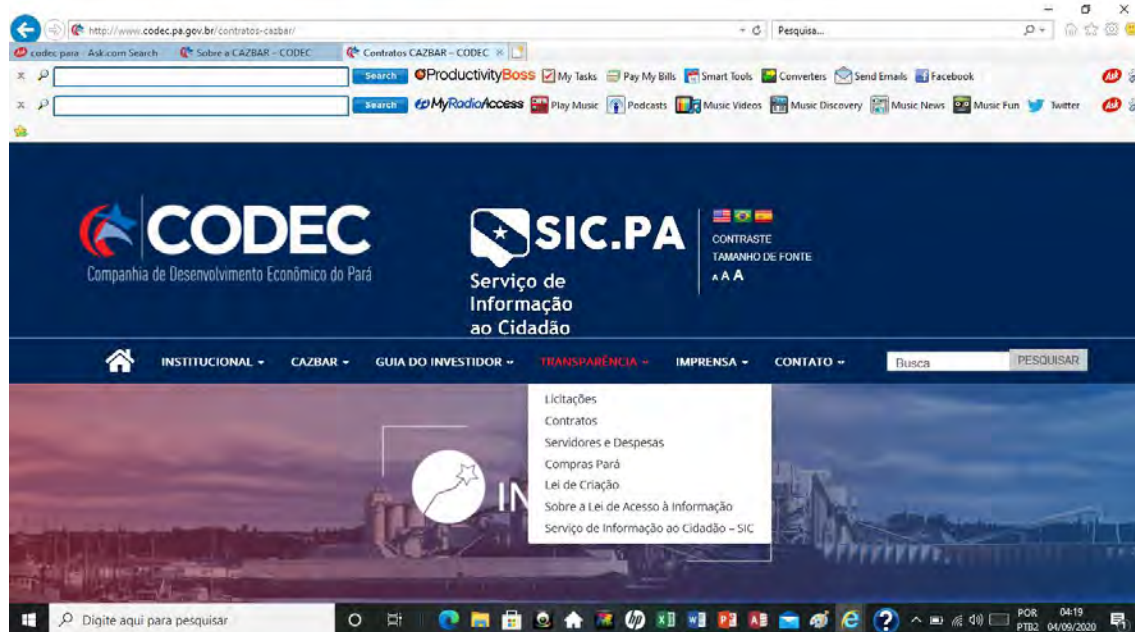 http://www.codec.pa.gov.br/contratos-cazbar/
Pesquisa...
codec para - Ask.com Search
Sobre a CAZBAR – CODEC
Contratos CAZBAR – CODEC
Search ProductivityBoss My Tasks Pay My Bills Smart Tools Converters Send Emails Facebook Ask
Search MyRadioAccess Play Music Podcasts Music Videos Music Discovery Music News Music Fun Twitter Ask
CODEC
Companhia de Desenvolvimento Econômico do Pará
SIC.PA
Serviço de
Informação
ao Cidadão
CONTRASTE
TAMANHO DE FONTE
A A A
INSTITUCIONAL CAZBAR GUIA DO INVESTIDOR TRANSPARÊNCIA IMPRENSA CONTATO Busca PESQUISAR
Licitações
Contratos
Servidores e Despesas
Compras Pará
Lei de Criação
Sobre a Lei de Acesso à Informação
Serviço de Informação ao Cidadão – SIC
IN
Digite aqui para pesquisar
POR 04:19
PTB2 04/09/2020